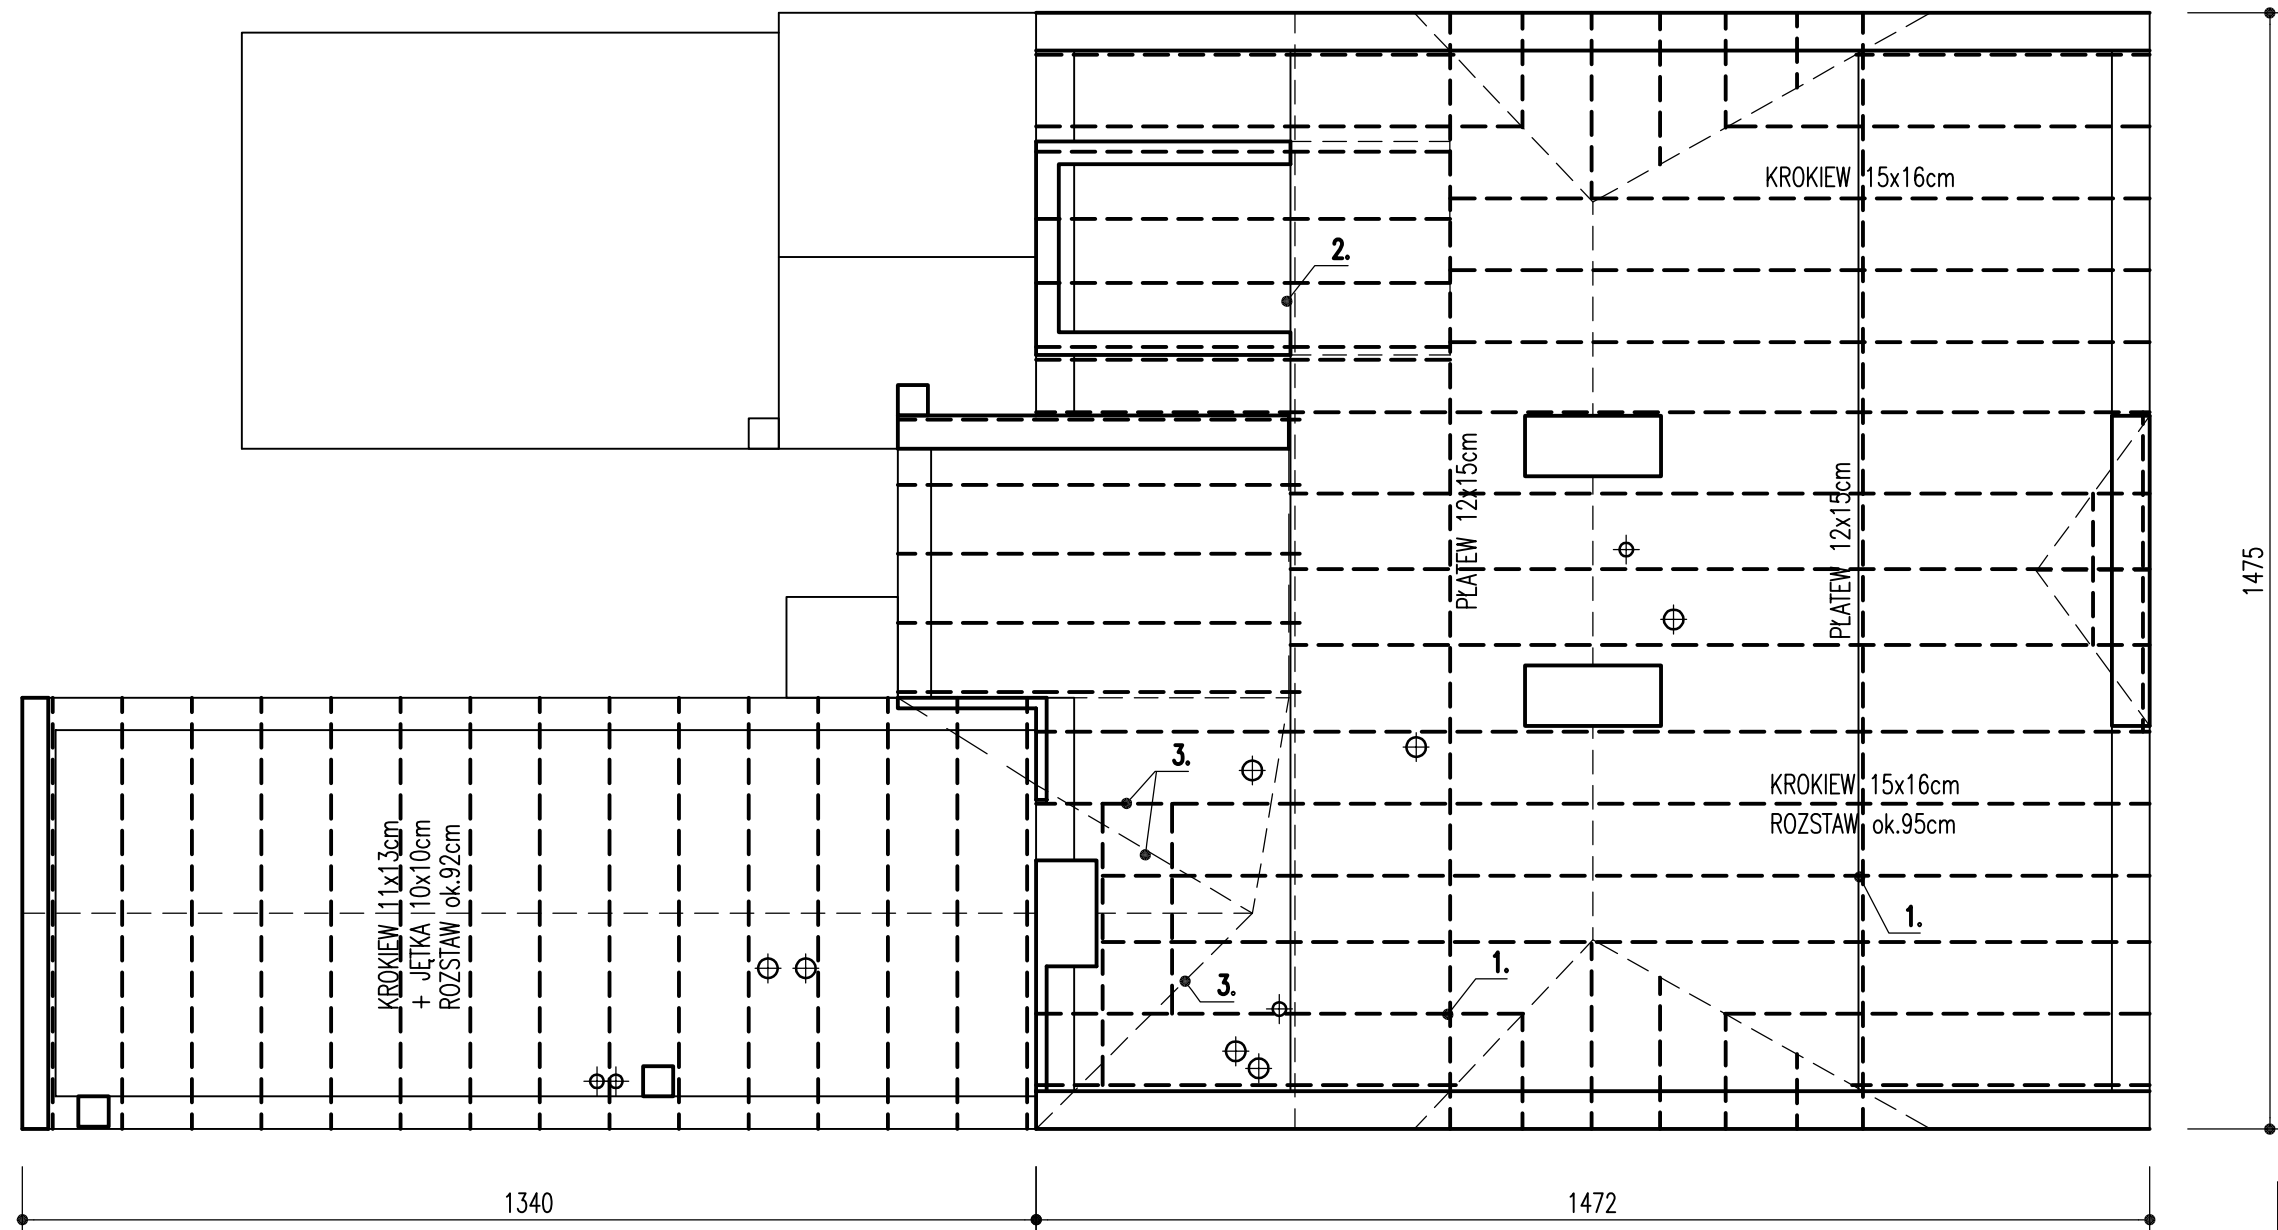 KROKIEW 15x16cm
2.
PŁATEW 12x15cm
PŁATEW 12x15cm
1475
3.
KROKIEW 15x16cm
ROZSTAW ok.95cm
KROKIEW 11x13cm
+ JĘTKA 10x10cm
ROZSTAW ok.92cm
1.
1.
3.
1340
1472